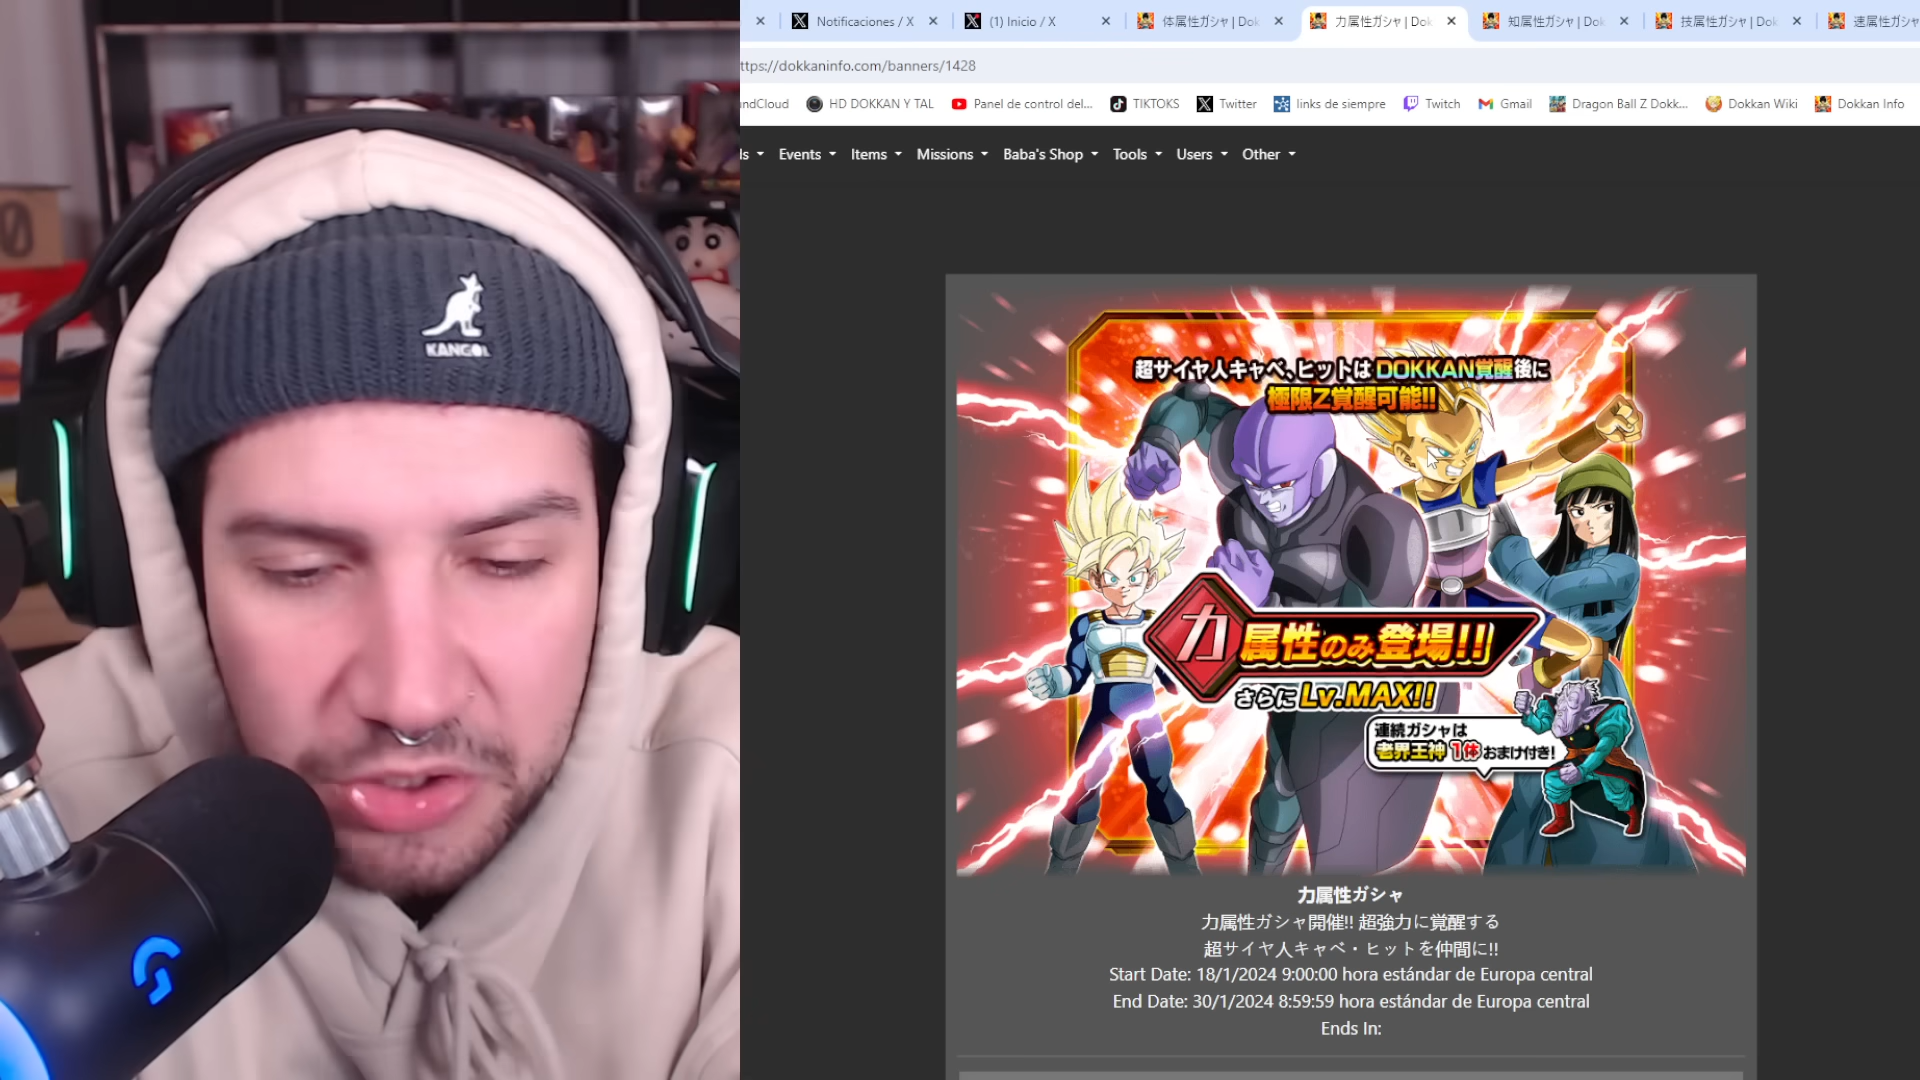 Notificaciones / X
(1) Inicio / X
体属性ガシャ | Dok
力属性ガシャ | Dok
知属性ガシャ | Dok
技属性ガシャ | Dok
速属性ガシャ
ttps://dokkaninfo.com/banners/1428
ndCloud
HD DOKKAN Y TAL
Panel de control del...
TIKTOKS
Twitter
links de siempre
Twitch
Gmail
Dragon Ball Z Dokk...
Dokkan Wiki
Dokkan Info
ls
Events
Items
Missions
Baba's Shop
Tools
Users
Other
KANGOL
超サイヤ人キャベ、ヒットはDOKKAN覚醒後に
極限Z覚醒可能!!
力属性のみ登場!!
さらにLv.MAX!!
連続ガシャは
老界王神1体おまけ付き!
力属性ガシャ
力属性ガシャ開催!! 超強力に覚醒する
超サイヤ人キャベ・ヒットを仲間に!!
Start Date: 18/1/2024 9:00:00 hora estándar de Europa central
End Date: 30/1/2024 8:59:59 hora estándar de Europa central
Ends In: